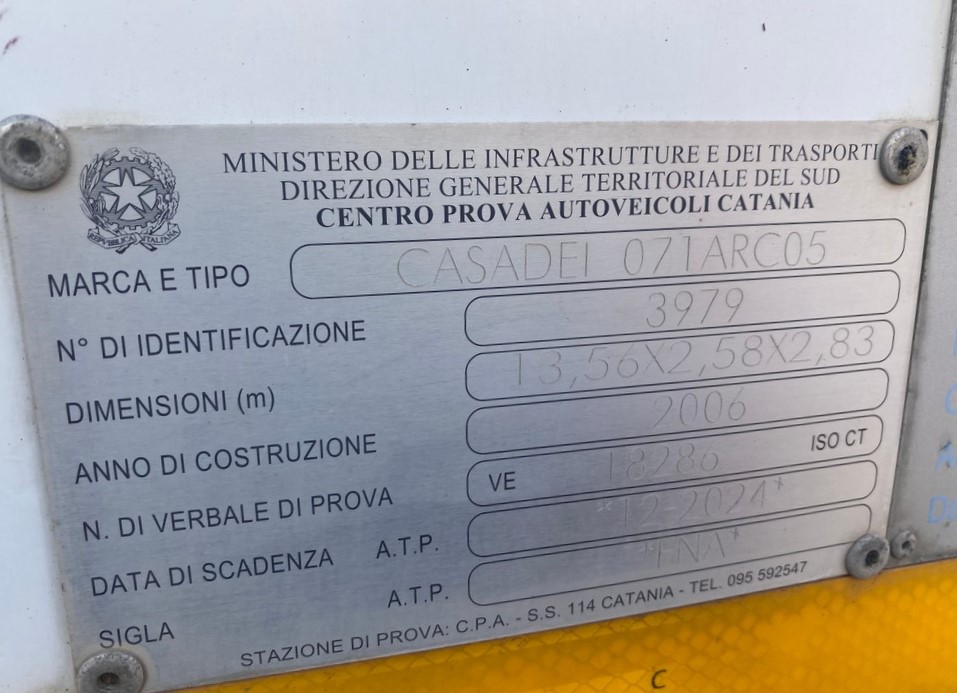 MINISTERO DELLE INFRASTRUTTURE E DEI TRASPORTI
DIREZIONE GENERALE TERRITORIALE DEL SUD
CENTRO PROVA AUTOVEICOLI CATANIA
REPVBBLICA ITALIANA
MARCA E TIPO CASADEI 071ARC05
N° DI IDENTIFICAZIONE 3979
DIMENSIONI (m) 13,56X2,58X2,83
ANNO DI COSTRUZIONE 2006
N. DI VERBALE DI PROVA VE 18286 ISO CT
DATA DI SCADENZA A.T.P. *12-2024*
SIGLA A.T.P. *FNA*
STAZIONE DI PROVA: C.P.A. - S.S. 114 CATANIA - TEL. 095 592547
C